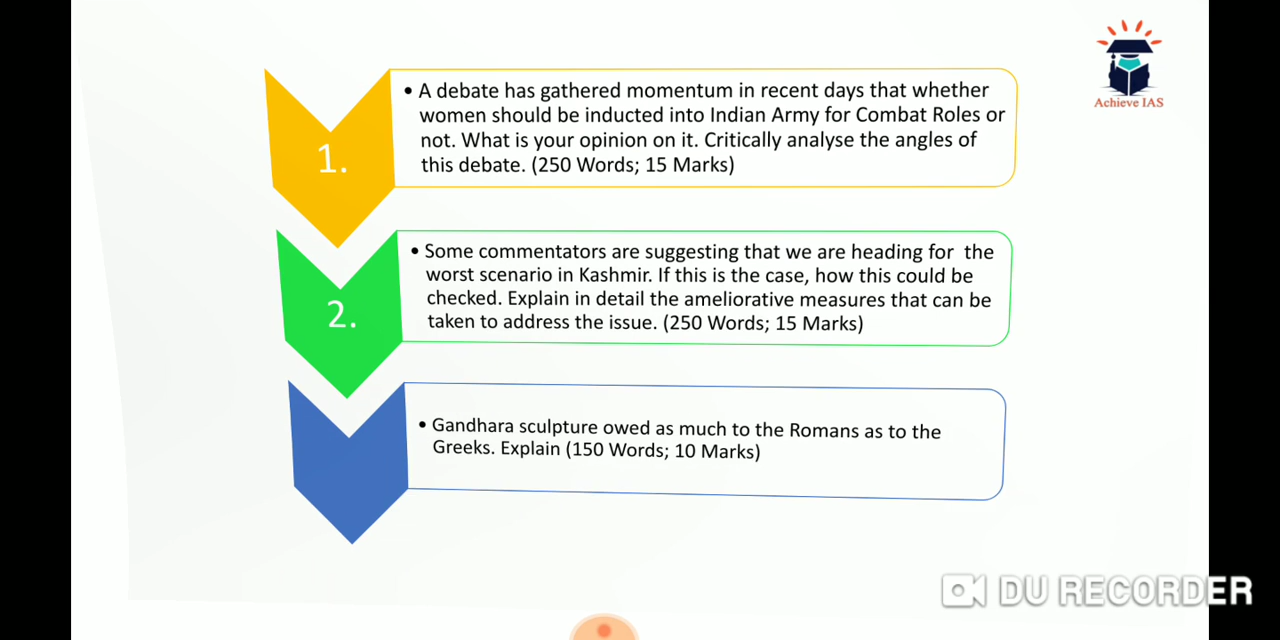 Achieve IAS
1.
• A debate has gathered momentum in recent days that whether
women should be inducted into Indian Army for Combat Roles or
not. What is your opinion on it. Critically analyse the angles of
this debate. (250 Words; 15 Marks)
2.
• Some commentators are suggesting that we are heading for the
worst scenario in Kashmir. If this is the case, how this could be
checked. Explain in detail the ameliorative measures that can be
taken to address the issue. (250 Words; 15 Marks)
• Gandhara sculpture owed as much to the Romans as to the
Greeks. Explain (150 Words; 10 Marks)
DU RECORDER